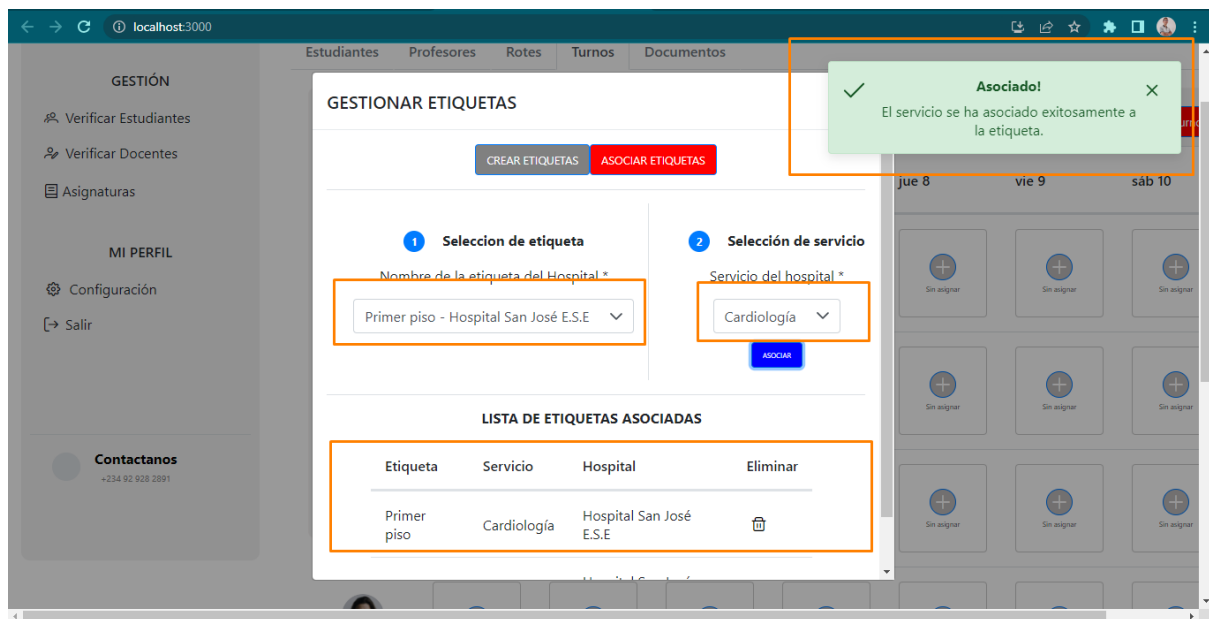 localhost:3000
Estudiantes Profesores Rotes Turnos Documentos
GESTIÓN
Verificar Estudiantes
Verificar Docentes
Asignaturas
MI PERFIL
Configuración
Salir
Contactanos
+234 92 928 2891
GESTIONAR ETIQUETAS
CREAR ETIQUETAS ASOCIAR ETIQUETAS
1 Seleccion de etiqueta
Nombre de la etiqueta del Hospital *
Primer piso - Hospital San José E.S.E
2 Selección de servicio
Servicio del hospital *
Cardiología
ASOCIAR
LISTA DE ETIQUETAS ASOCIADAS
Etiqueta Servicio Hospital Eliminar
Primer piso Cardiología Hospital San José
E.S.E
Asociado!
El servicio se ha asociado exitosamente a
la etiqueta.
jue 8 vie 9 sáb 10
Sin asignar Sin asignar Sin asignar
Sin asignar Sin asignar Sin asignar
Sin asignar Sin asignar Sin asignar